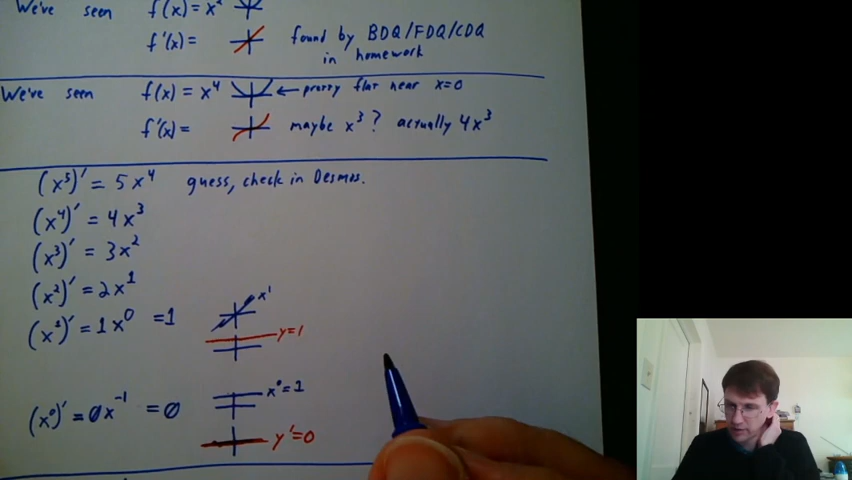 We've seen f(x)=x²
f'(x)= found by BDQ/FDQ/CDQ
in homework
We've seen f(x)=x⁴ ← pretty flat near x=0
f'(x)= maybe x³? actually 4x³
(x⁵)' = 5x⁴ guess, check in Desmos.
(x⁴)' = 4x³
(x³)' = 3x²
(x²)' = 2x¹
(x¹)' = 1x⁰ = 1 x¹
y=1
(x⁰)' = 0x⁻¹ = 0 x⁰=1
y'=0